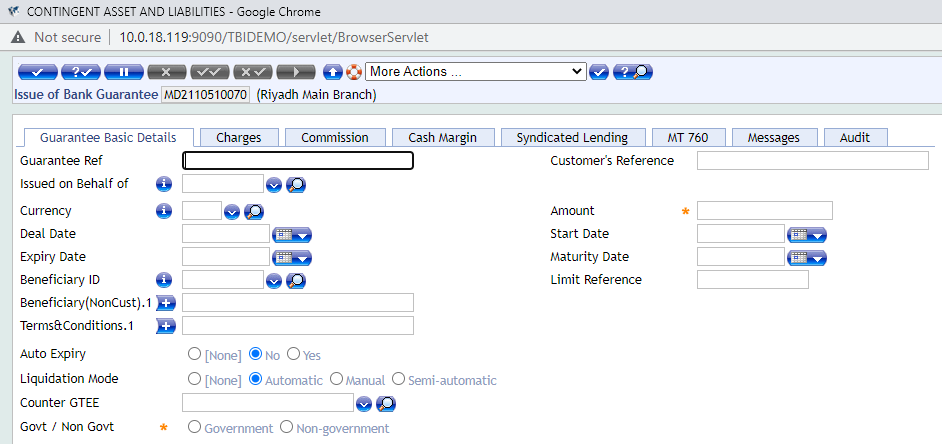 CONTINGENT ASSET AND LIABILITIES - Google Chrome
Not secure | 10.0.18.119:9090/TBIDEMO/servlet/BrowserServlet
More Actions ...
Issue of Bank Guarantee MD2110510070 (Riyadh Main Branch)
Guarantee Basic Details Charges Commission Cash Margin Syndicated Lending MT 760 Messages Audit
Guarantee Ref Customer's Reference
Issued on Behalf of
Currency Amount *
Deal Date Start Date
Expiry Date Maturity Date
Beneficiary ID Limit Reference
Beneficiary(NonCust).1
Terms&Conditions.1
Auto Expiry [None] No Yes
Liquidation Mode [None] Automatic Manual Semi-automatic
Counter GTEE
Govt / Non Govt * Government Non-government